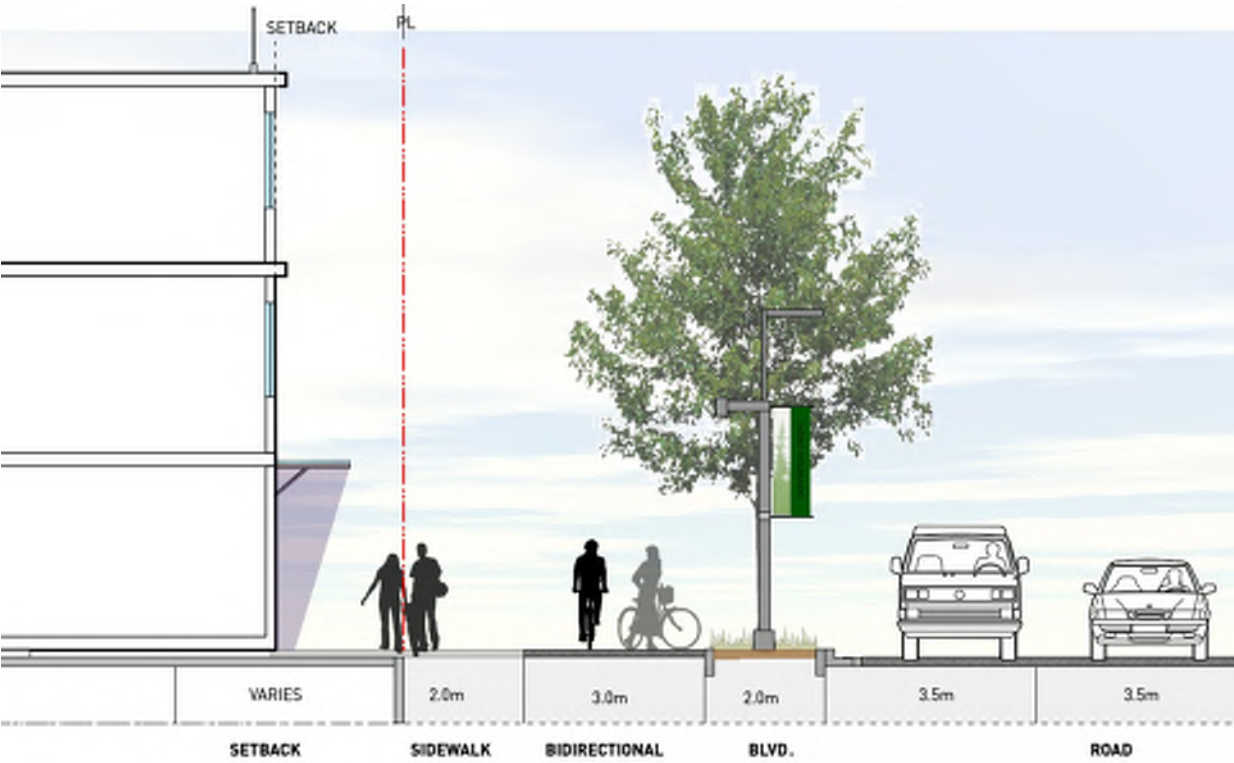 SETBACK
PL
VARIES
2.0m
3.0m
2.0m
3.5m
3.5m
SETBACK
SIDEWALK
BIDIRECTIONAL
BLVD.
ROAD